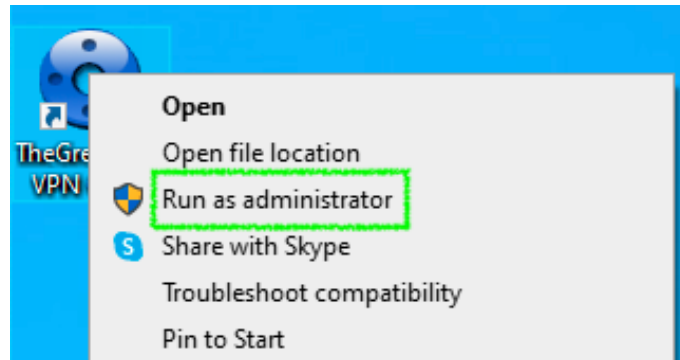 TheGre
VPN
Open
Open file location
Run as administrator
Share with Skype
Troubleshoot compatibility
Pin to Start